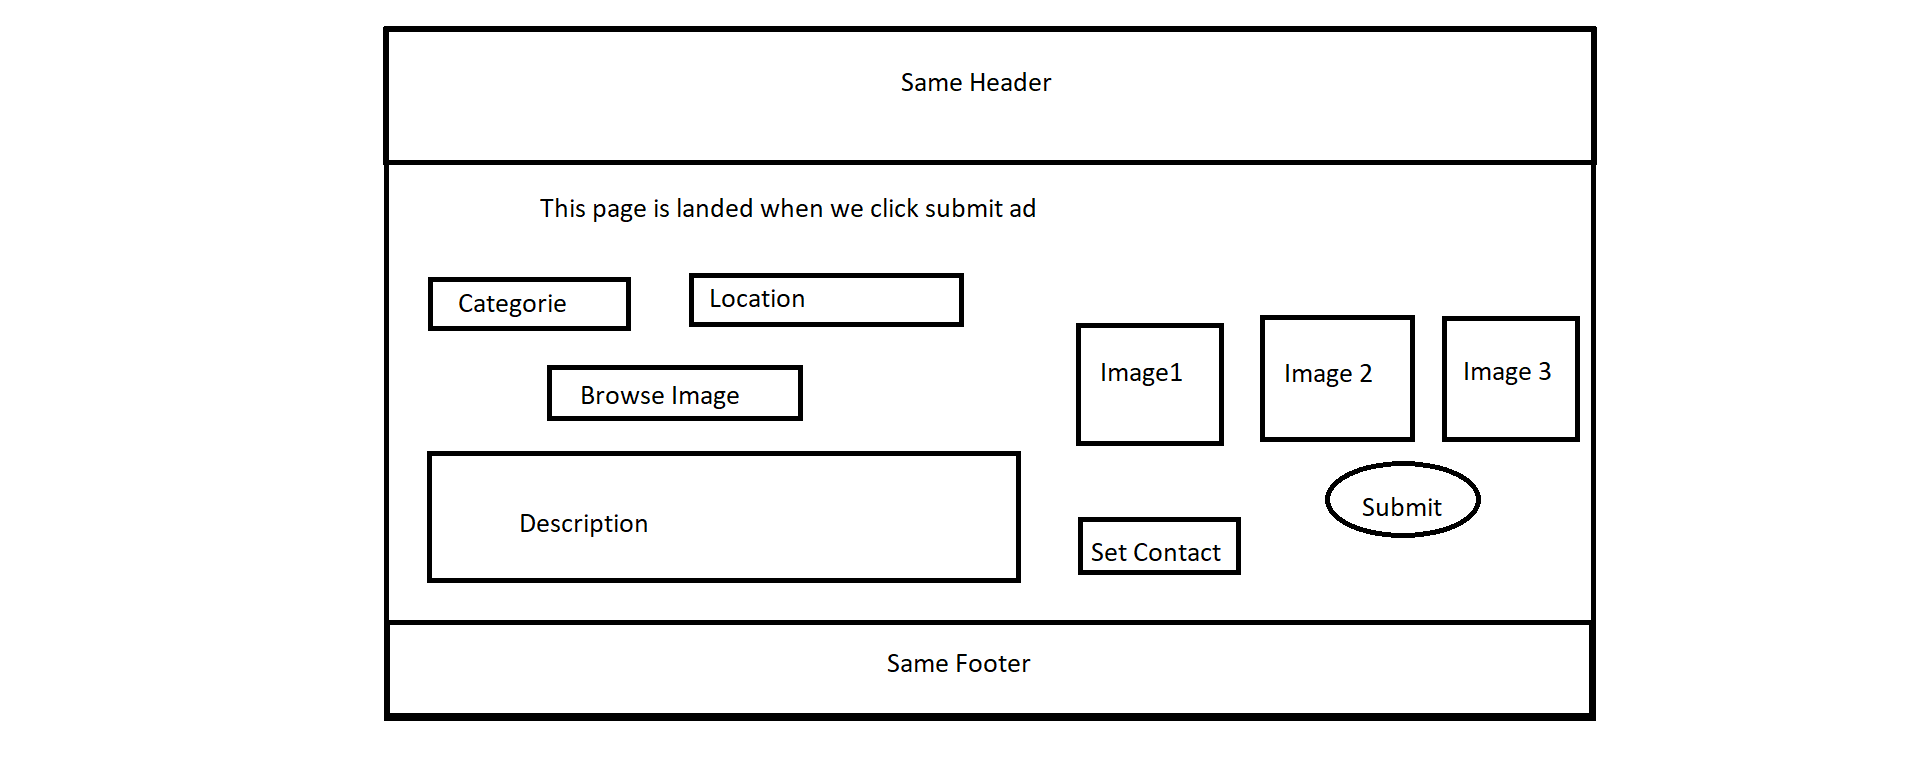 Same Header
This page is landed when we click submit ad
Categorie
Location
Browse Image
Image1
Image 2
Image 3
Description
Submit
Set Contact
Same Footer